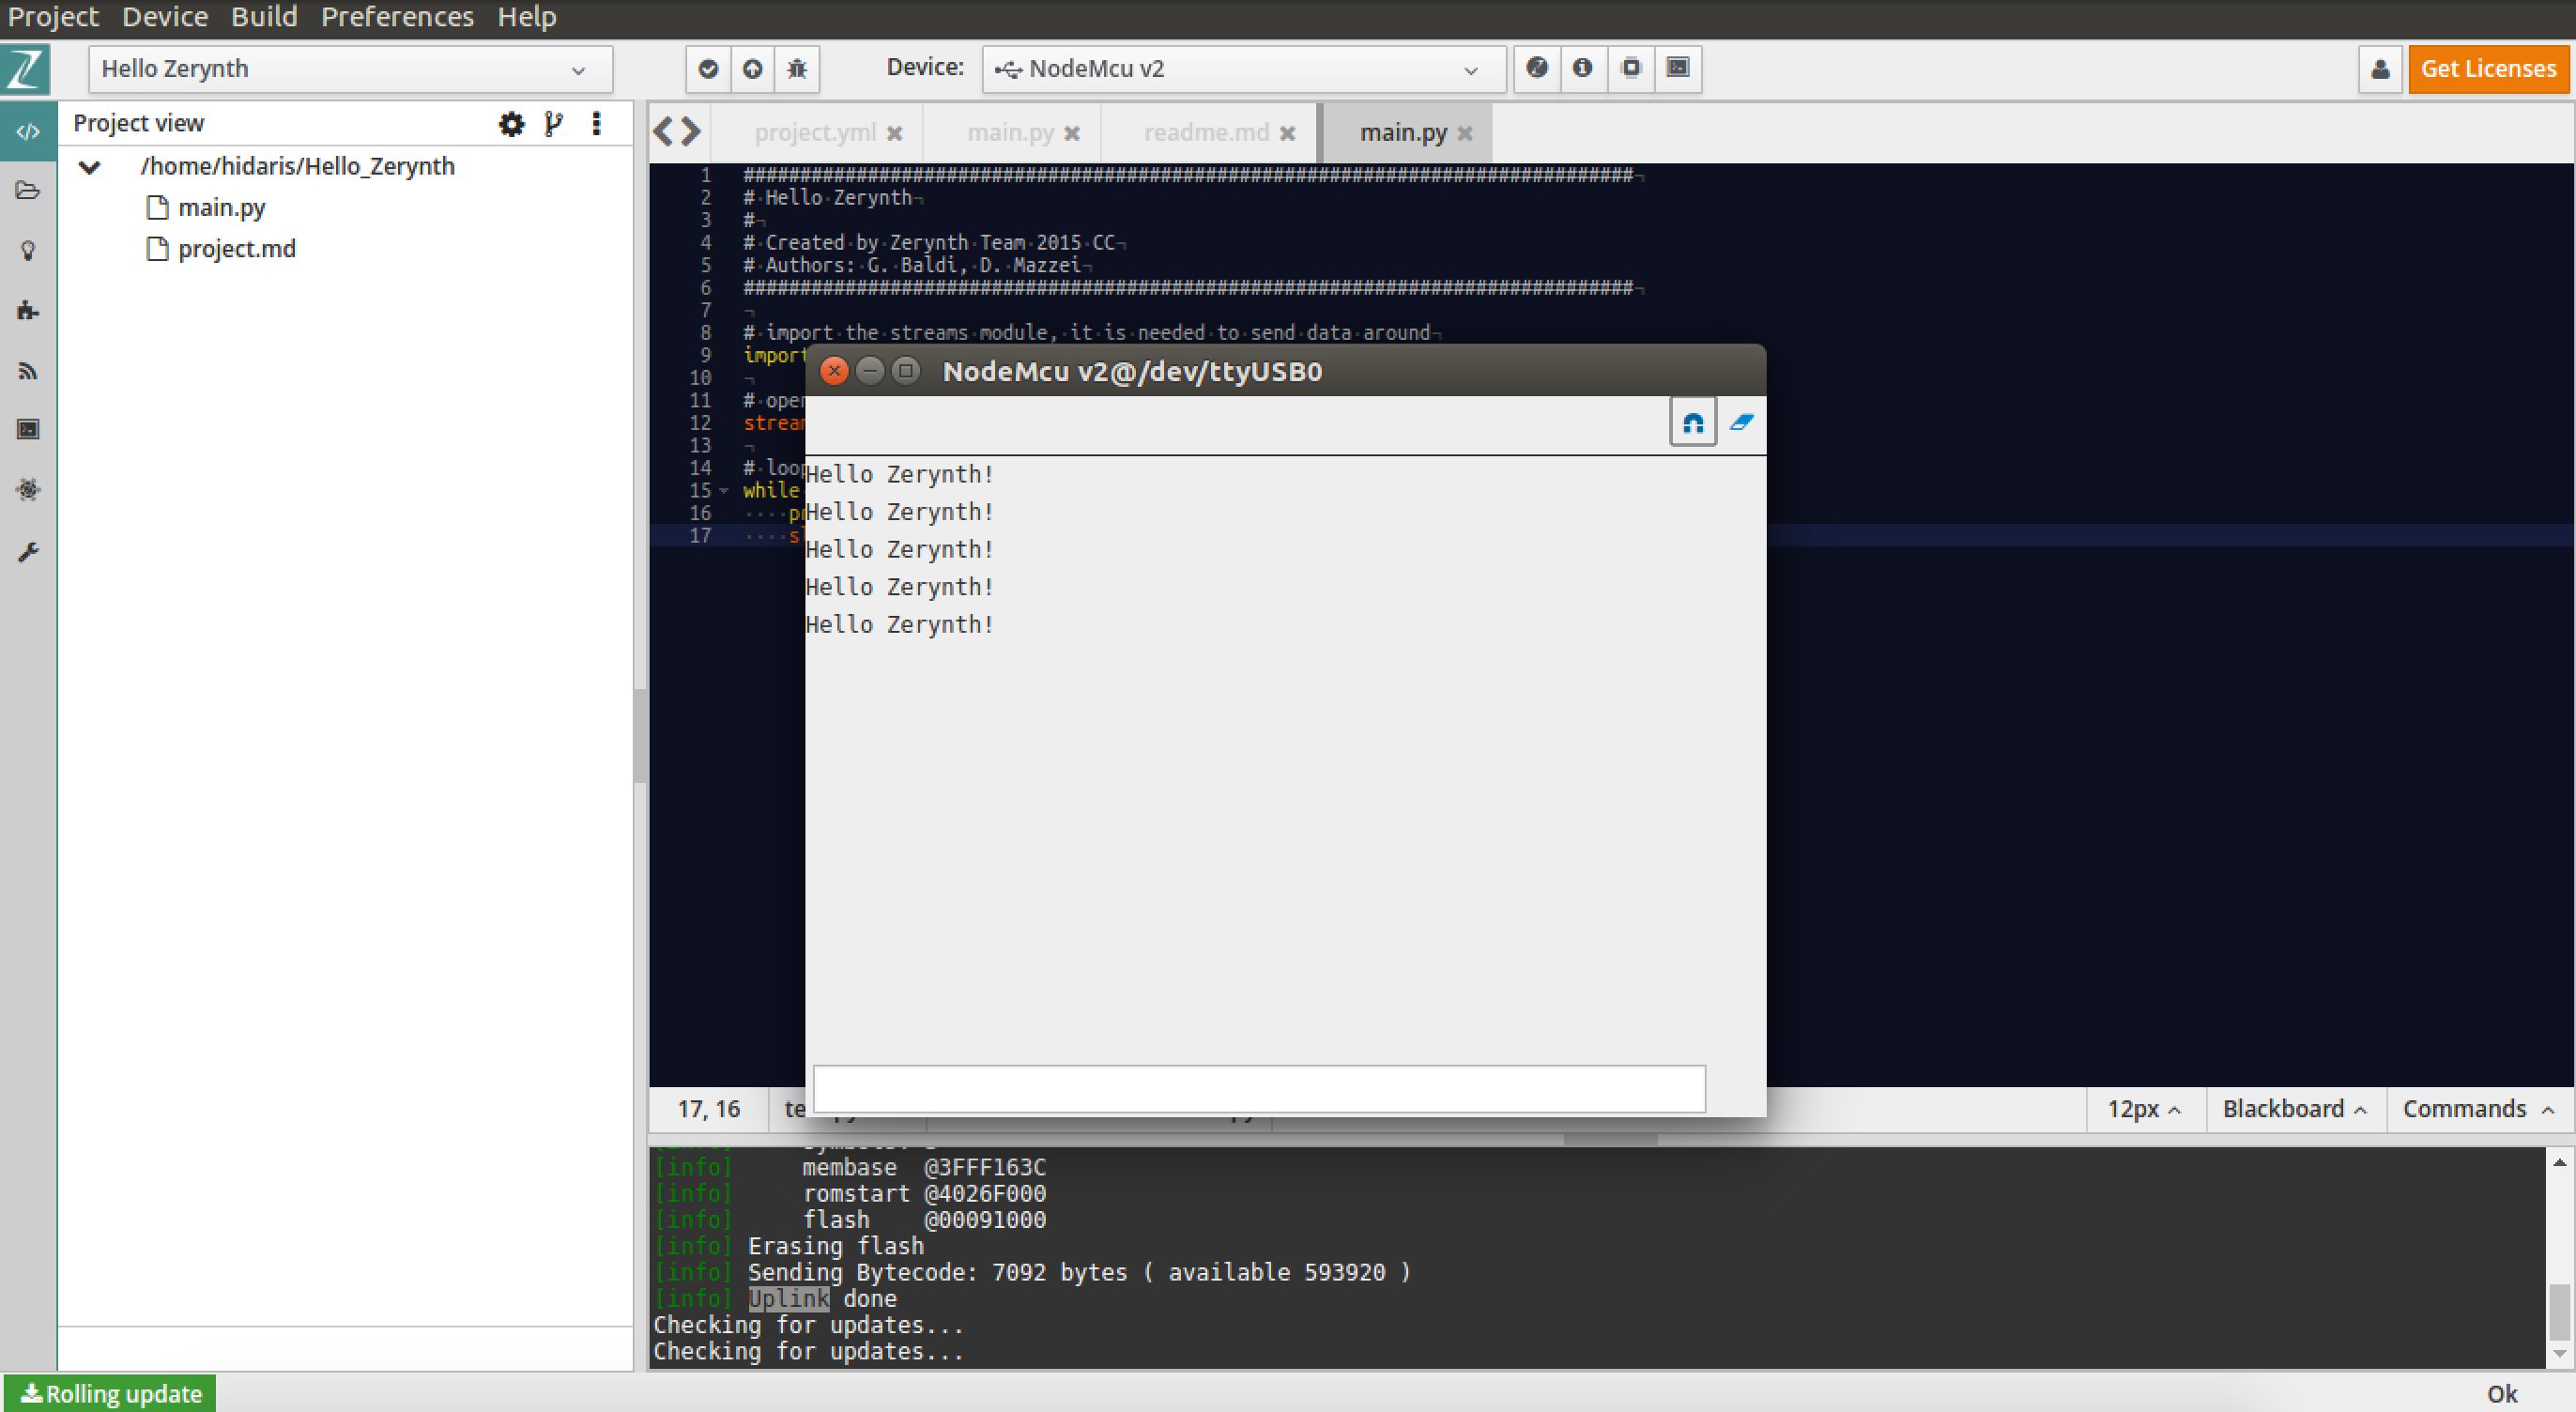 Project Device Build Preferences Help
Hello Zerynth
Device:
NodeMcu v2
Get Licenses
Project view
/home/hidaris/Hello_Zerynth
main.py
project.md
project.yml
main.py
readme.md
main.py
1 ###############################################################################
2 # Hello Zerynth
3 #
4 # Created by Zerynth Team 2015 CC
5 # Authors: G. Baldi, D. Mazzei
6 ###############################################################################
7
8 # import the streams module, it is needed to send data around
9 import
10
11 # open
12 stream
13
14 # loop
15 while
16
17
NodeMcu v2@/dev/ttyUSB0
Hello Zerynth!
Hello Zerynth!
Hello Zerynth!
Hello Zerynth!
Hello Zerynth!
17, 16
12px
Blackboard
Commands
[info] membase @3FFF163C
[info] romstart @4026F000
[info] flash @00091000
[info] Erasing flash
[info] Sending Bytecode: 7092 bytes ( available 593920 )
[info] Uplink done
Checking for updates...
Checking for updates...
Rolling update
Ok